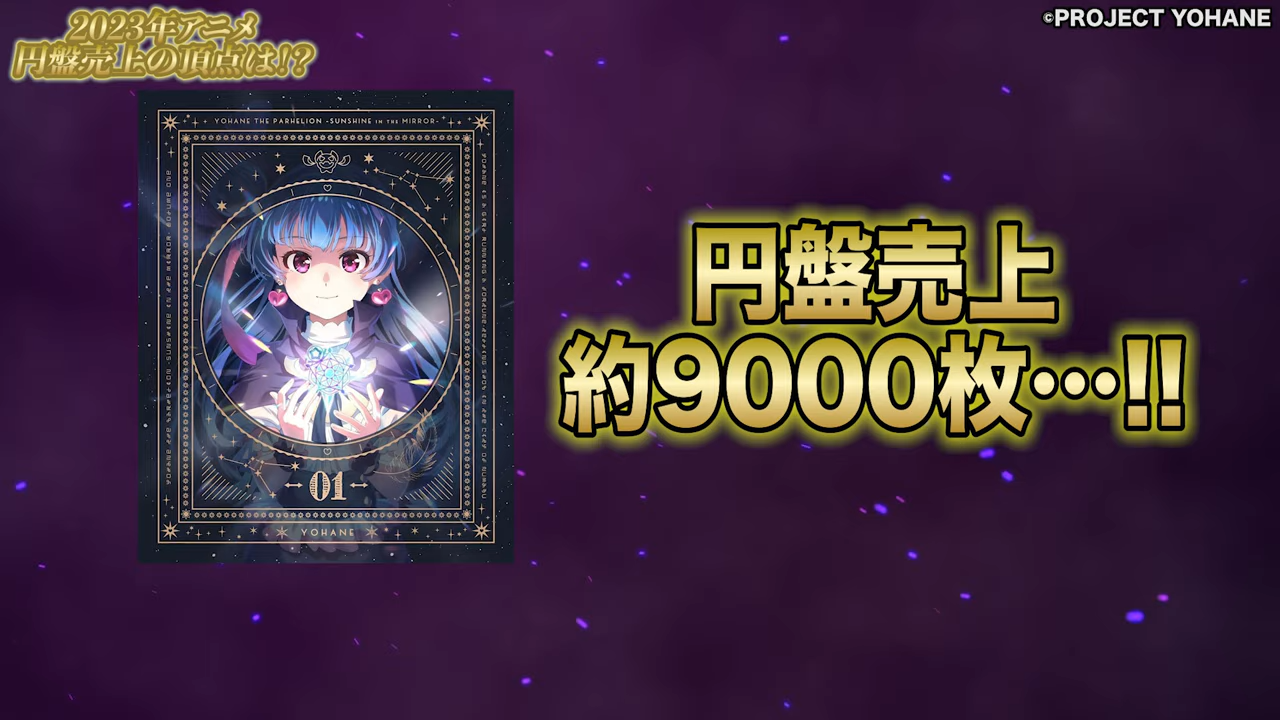 2023年アニメ
円盤売上の頂点は!?
©PROJECT YOHANE
YOHANE THE PARHELION -SUNSHINE IN THE MIRROR-
円盤売上
約9000枚…!!
01
YOHANE